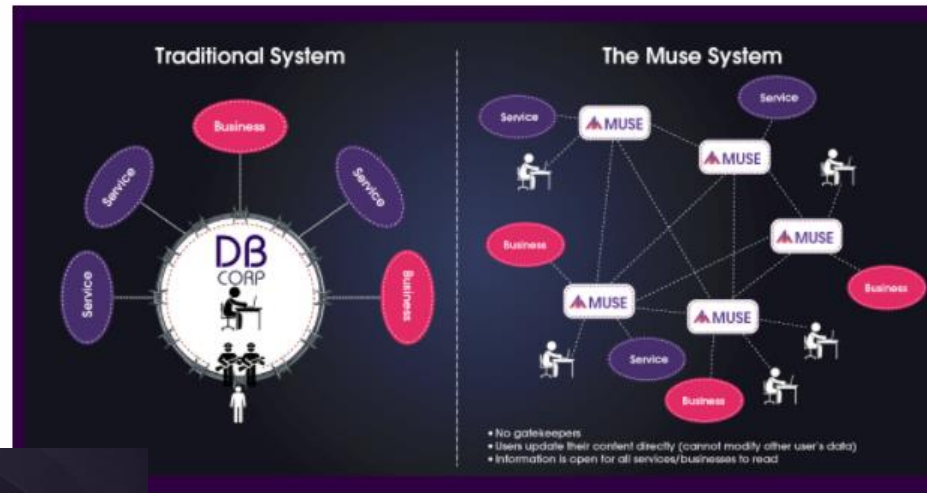 Traditional System
Business
Service
Service
Service
Business
DB
CORP
The Muse System
Service
MUSE
Service
MUSE
MUSE
Business
Business
MUSE
MUSE
Service
Business
• No gatekeepers
• Users update their content directly (cannot modify other user's data)
• Information is open for all services/businesses to read